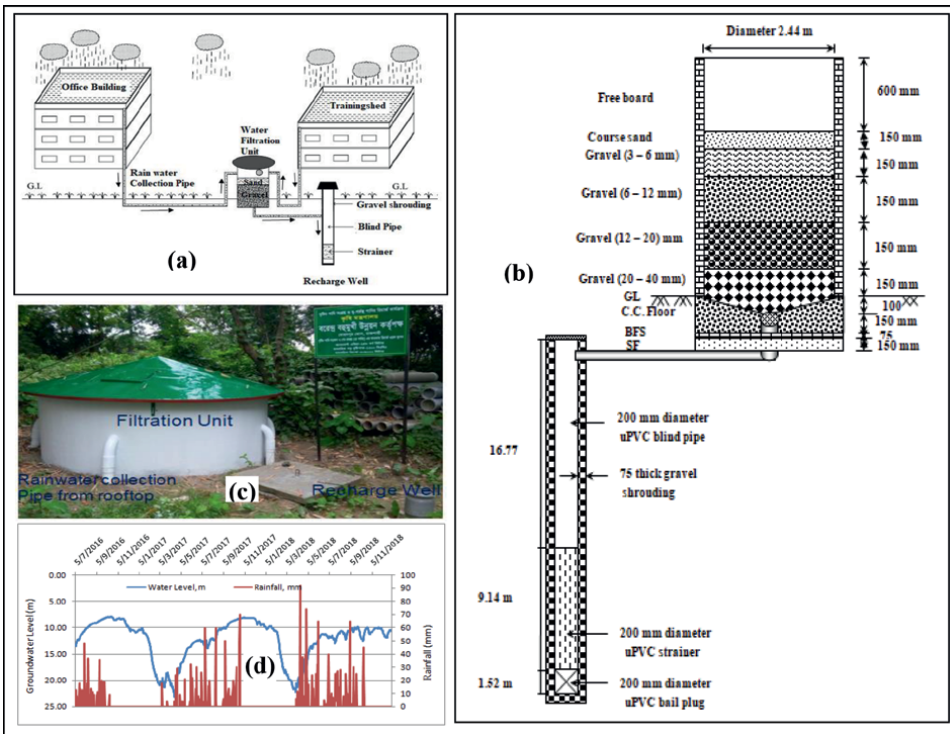 Office Building
Trainingshed
Water
Filtration
Unit
Rain water
Collection Pipe
G.L
Sand
Gravel
G.L
Gravel shrouding
Blind Pipe
Strainer
Recharge Well
(a)
Filtration Unit
Rainwater collection
Pipe from rooftop
(c)
Recharge Well
5/7/2016
5/9/2016
5/11/2016
5/1/2017
5/3/2017
5/5/2017
5/7/2017
5/9/2017
5/11/2017
5/1/2018
5/3/2018
5/5/2018
5/7/2018
5/9/2018
5/11/2018
Water Level,m
Rainfall, mm
Groundwater Level (m)
0.00
5.00
10.00
15.00
20.00
25.00
Rainfall (mm)
100
90
80
70
60
50
40
30
20
10
0
(d)
Diameter 2.44 m
Free board
600 mm
Course sand
150 mm
Gravel (3 – 6 mm)
150 mm
Gravel (6 – 12 mm)
150 mm
Gravel (12 – 20) mm
150 mm
Gravel (20 – 40 mm)
150 mm
GL
100
C.C. Floor
150 mm
BFS
75
SF
150 mm
(b)
16.77
200 mm diameter
uPVC blind pipe
75 thick gravel
shrouding
9.14 m
200 mm diameter
uPVC strainer
1.52 m
200 mm diameter
uPVC bail plug